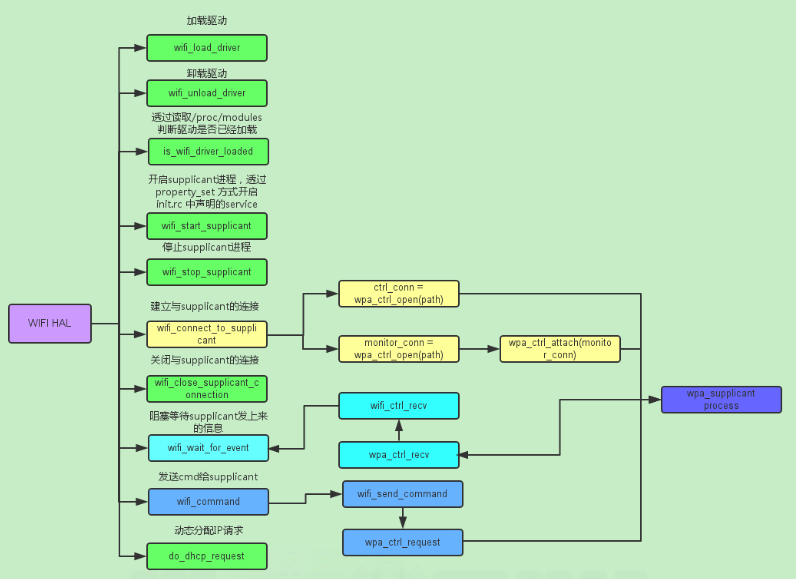 加载驱动
wifi_load_driver
卸载驱动
wifi_unload_driver
透过读取/proc/modules
判断驱动是否已经加载
is_wifi_driver_loaded
开启supplicant进程，透过
property_set 方式开启
init.rc 中声明的service
wifi_start_supplicant
停止supplicant进程
wifi_stop_supplicant
WIFI HAL
建立与supplicant的连接
wifi_connect_to_suppli
cant
ctrl_conn =
wpa_ctrl_open(path)
monitor_conn =
wpa_ctrl_open(path)
wpa_ctrl_attach(monito
r_conn)
关闭与supplicant的连接
wifi_close_supplicant_c
onnection
wpa_supplicant
process
阻塞等待supplicant发上来
的信息
wifi_wait_for_event
wifi_ctrl_recv
wpa_ctrl_recv
发送cmd给supplicant
wifi_command
wifi_send_command
wpa_ctrl_request
动态分配IP请求
do_dhcp_request